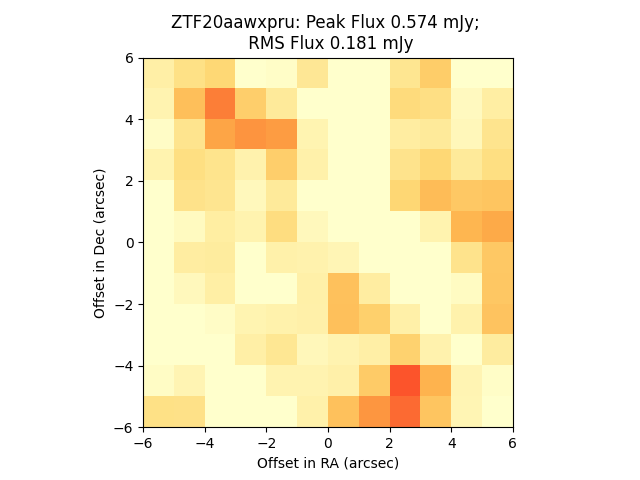 ZTF20aawxpru: Peak Flux 0.574 mJy;
RMS Flux 0.181 mJy
6
4
2
0
−2
−4
−6
Offset in Dec (arcsec)
−6 −4 −2 0 2 4 6
Offset in RA (arcsec)